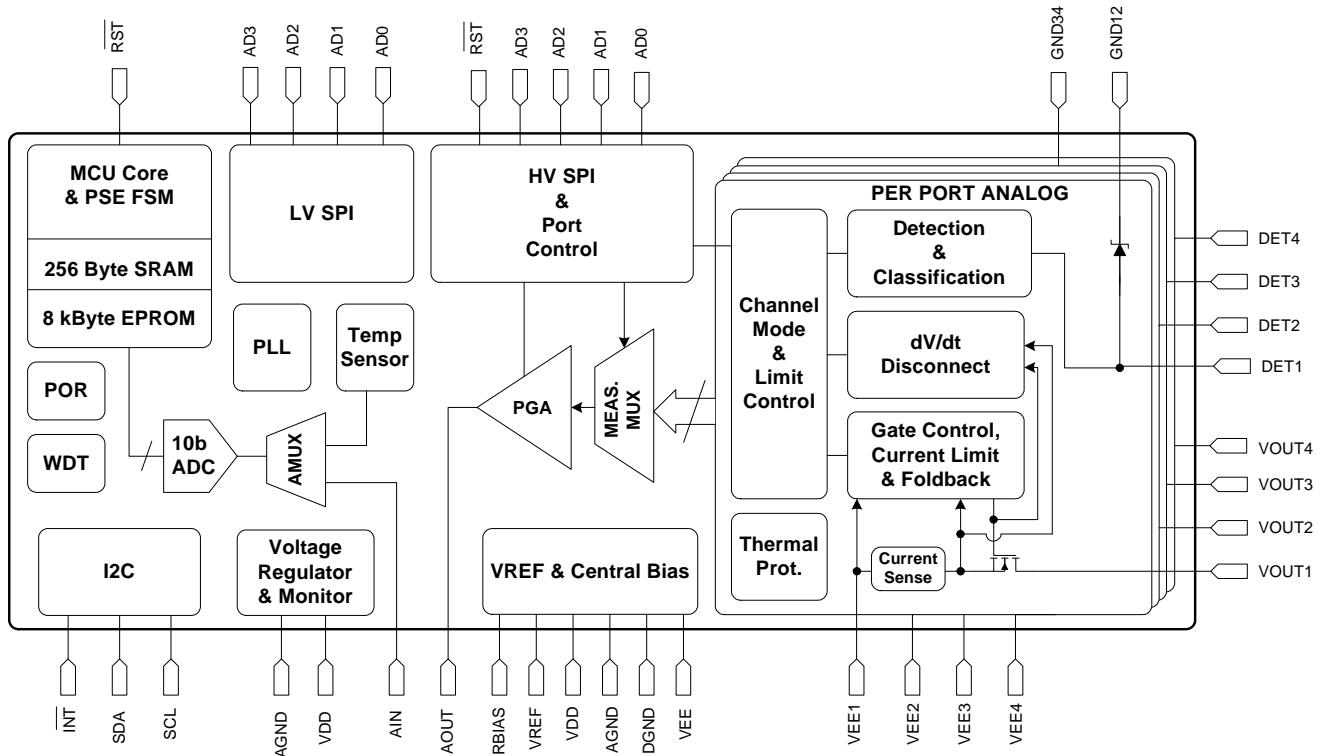 RST
AD3
AD2
AD1
AD0
RST
AD3
AD2
AD1
AD0
GND34
GND12
MCU Core
& PSE FSM
256 Byte SRAM
8 kByte EPROM
LV SPI
HV SPI
&
Port
Control
PER PORT ANALOG
Channel
Mode
&
Limit
Control
Detection
&
Classification
dV/dt
Disconnect
Gate Control,
Current Limit
& Foldback
Thermal
Prot.
Current
Sense
DET4
DET3
DET2
DET1
VOUT4
VOUT3
VOUT2
VOUT1
PLL
Temp
Sensor
POR
WDT
10b
ADC
AMUX
PGA
MEAS.
MUX
I2C
Voltage
Regulator
& Monitor
VREF & Central Bias
INT
SDA
SCL
AGND
VDD
AIN
AOUT
RBIAS
VREF
VDD
AGND
DGND
VEE
VEE1
VEE2
VEE3
VEE4